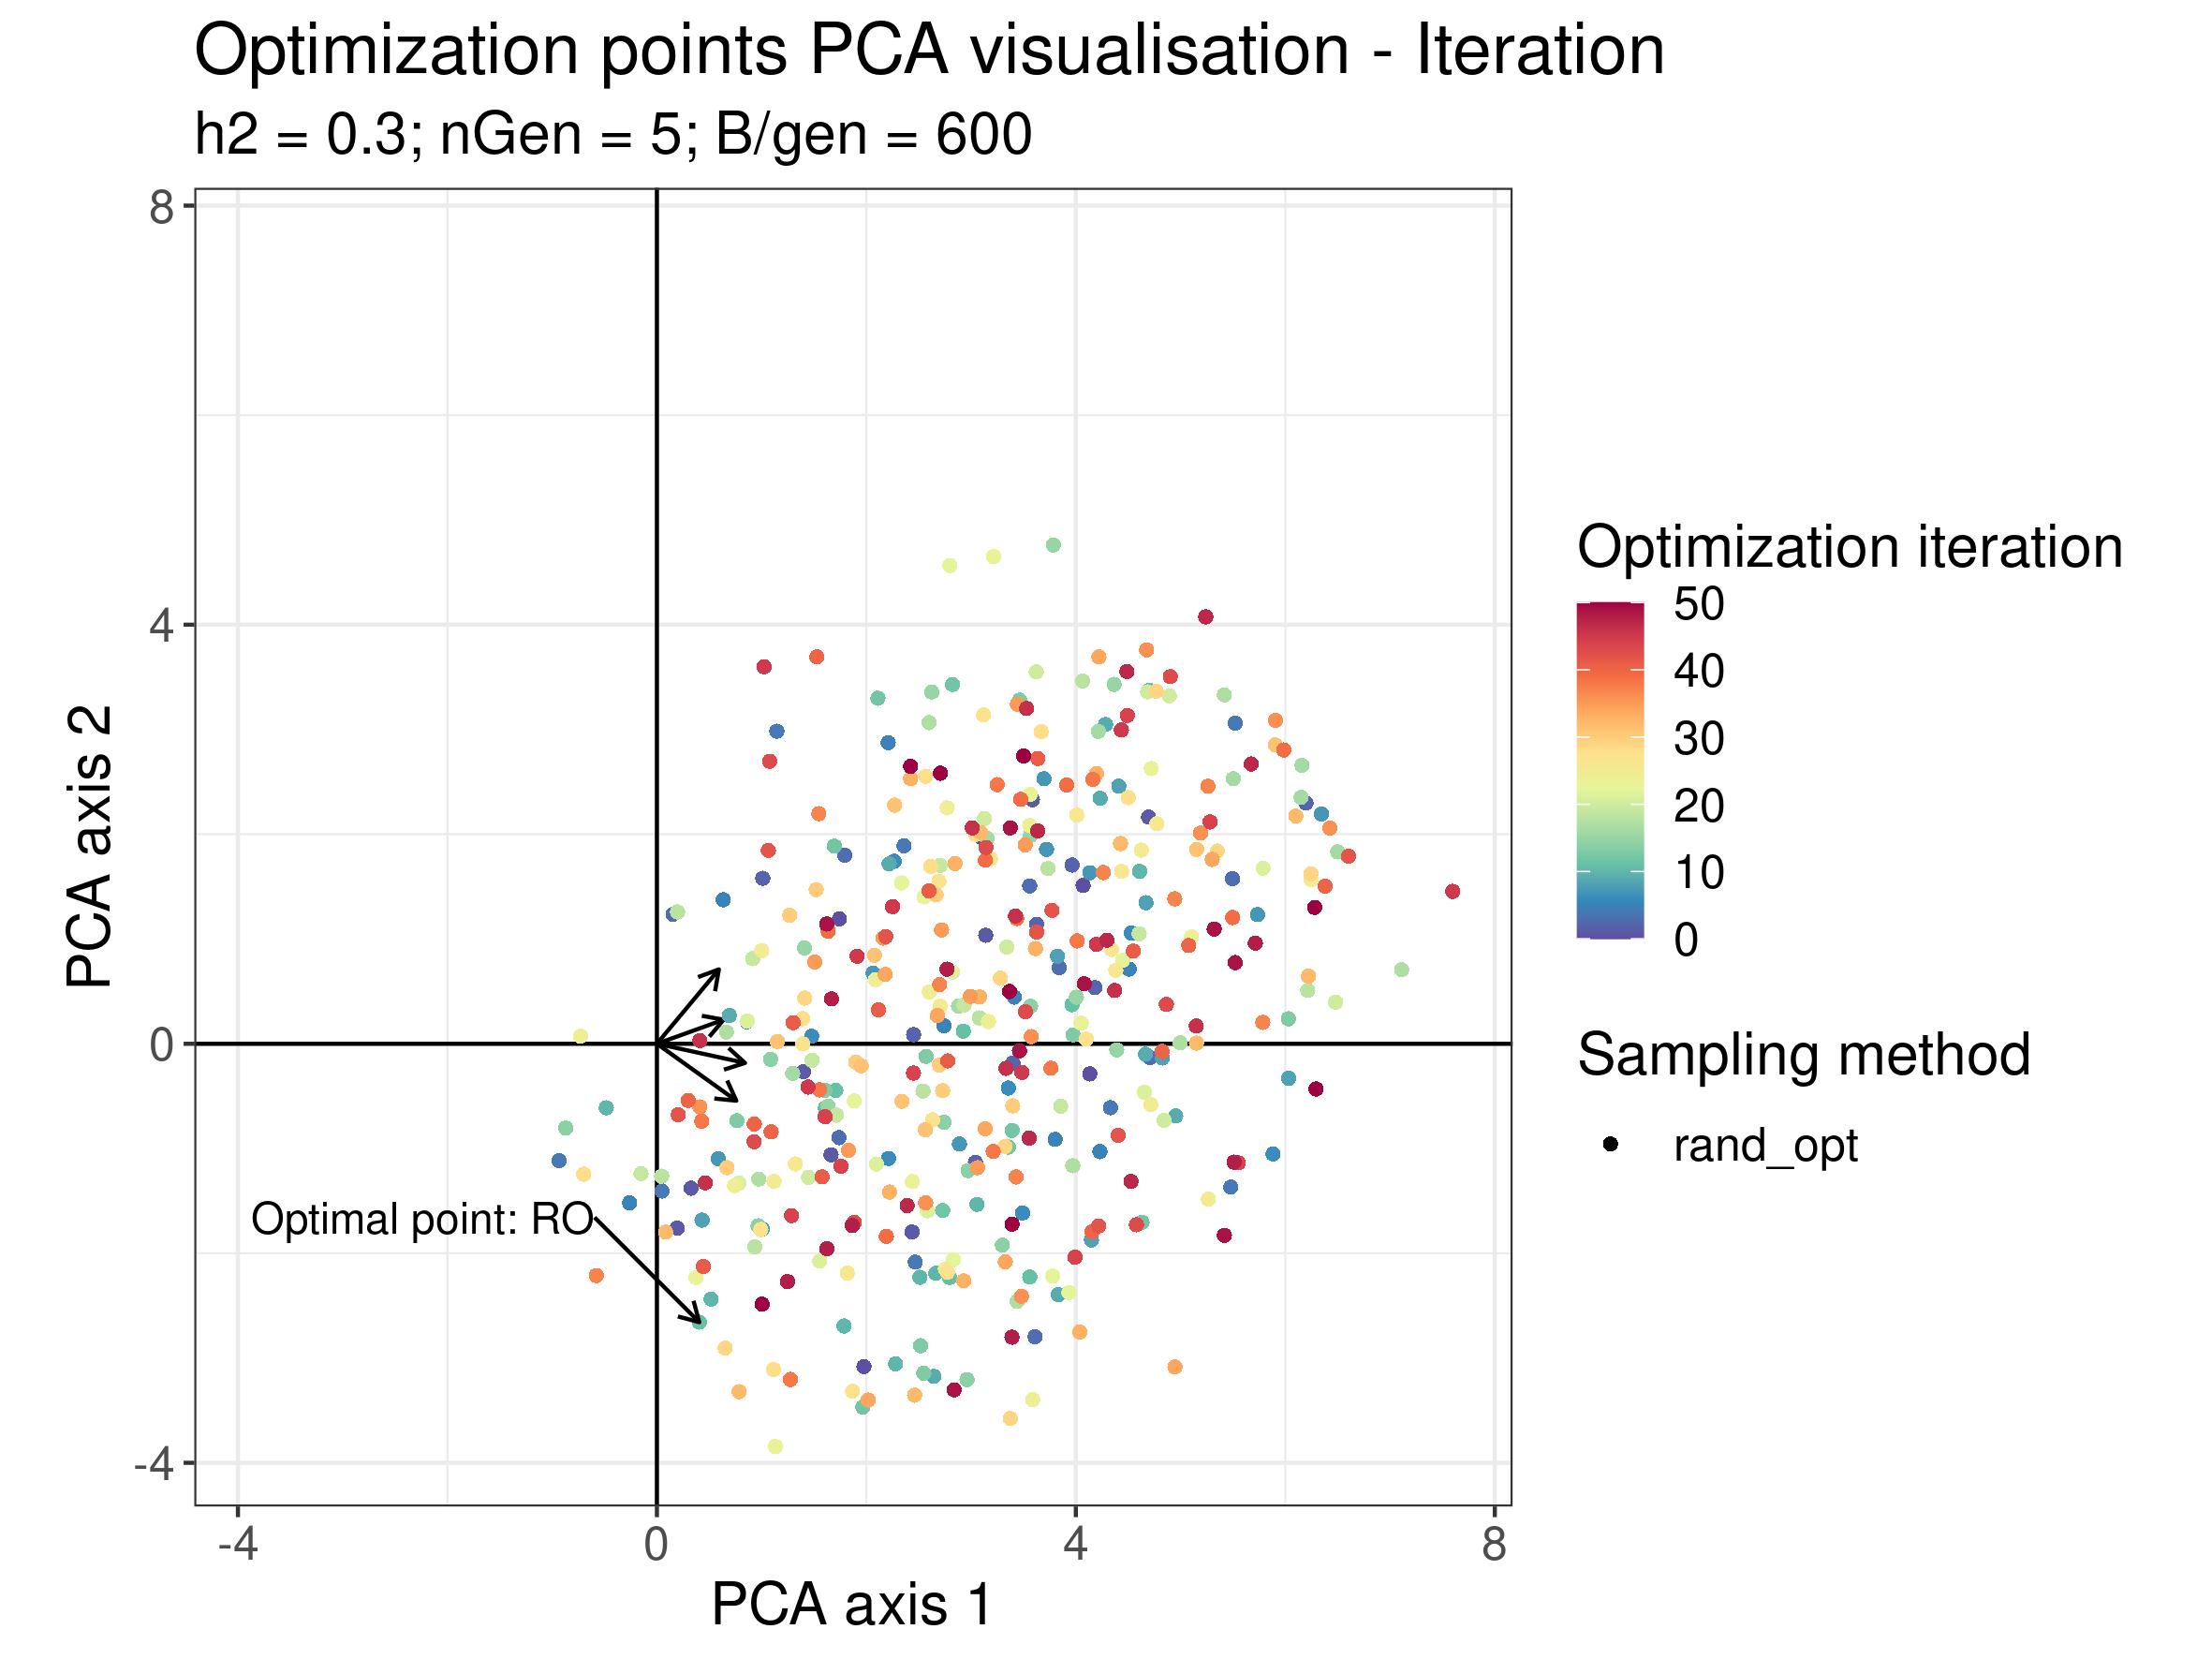 Optimization points PCA visualisation - Iteration
h2 = 0.3; nGen = 5; B/gen = 600
8
4
0
-4
PCA axis 2
Optimal point: RO
-4
0
4
8
PCA axis 1
Optimization iteration
50
40
30
20
10
0
Sampling method
rand_opt